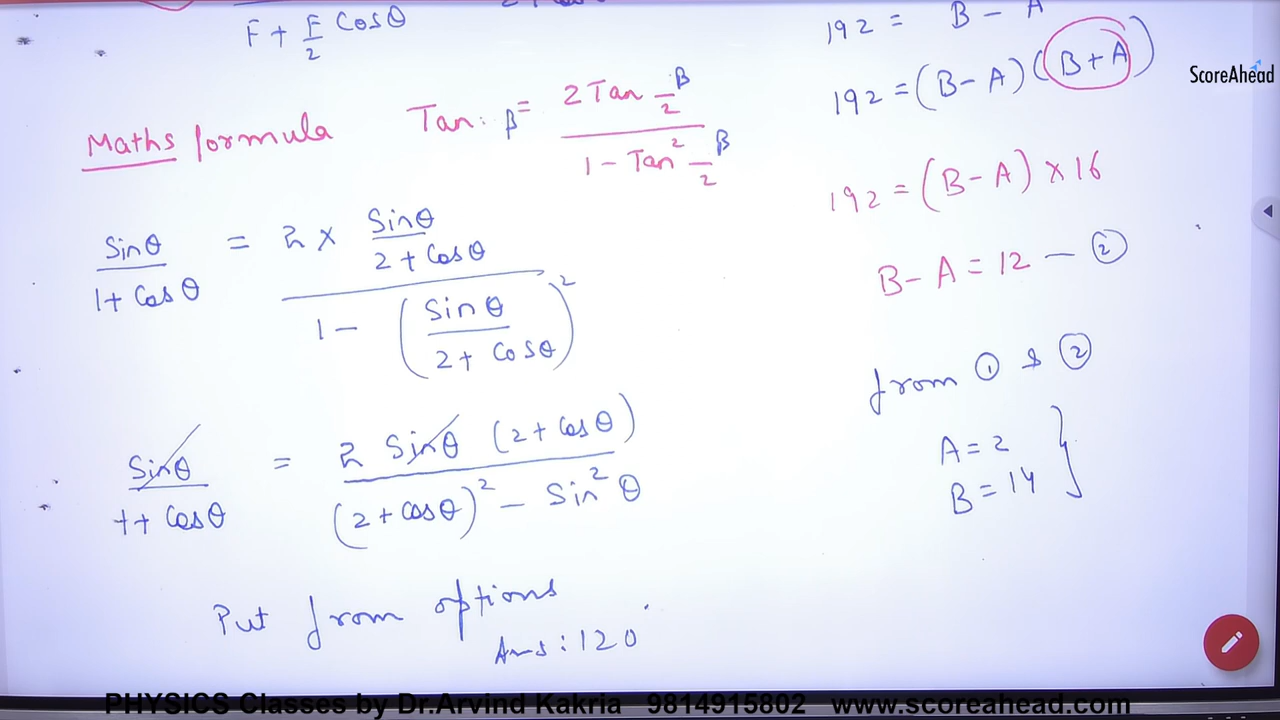 F + F/2 Cosθ
Maths formula Tan β = 2 Tan β/2 / 1 - Tan² β/2
Sinθ / 1 + Cosθ = 2 × Sinθ / 2 + Cosθ / 1 - (Sinθ / 2 + Cosθ)²
Sinθ / 1 + Cosθ = 2 Sinθ (2 + Cosθ) / (2 + Cosθ)² - Sin²θ
Put from options
Ans : 120
192 = B - A
192 = (B - A) (B + A)
192 = (B - A) × 16
B - A = 12 — ②
from ① & ②
A = 2
B = 14
ScoreAhead
PHYSICS Classes by Dr.Arvind Kakria 9814915802 www.scoreahead.com